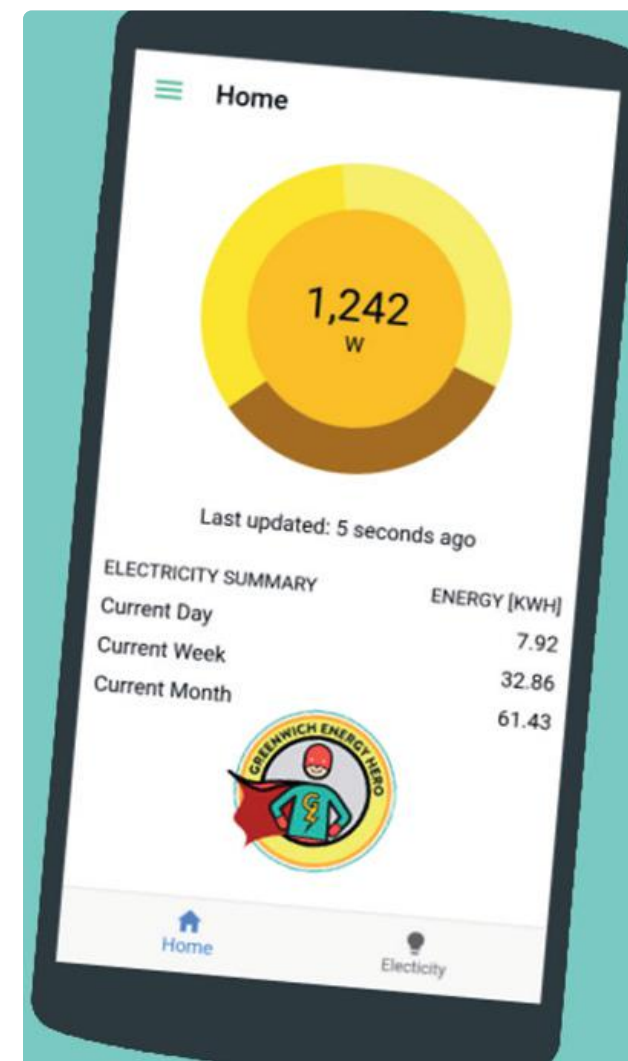 Home
1,242
W
Last updated: 5 seconds ago
ELECTRICITY SUMMARY ENERGY [KWH]
Current Day 7.92
Current Week 32.86
Current Month 61.43
GREENWICH ENERGY HERO
G
Home
Electicity